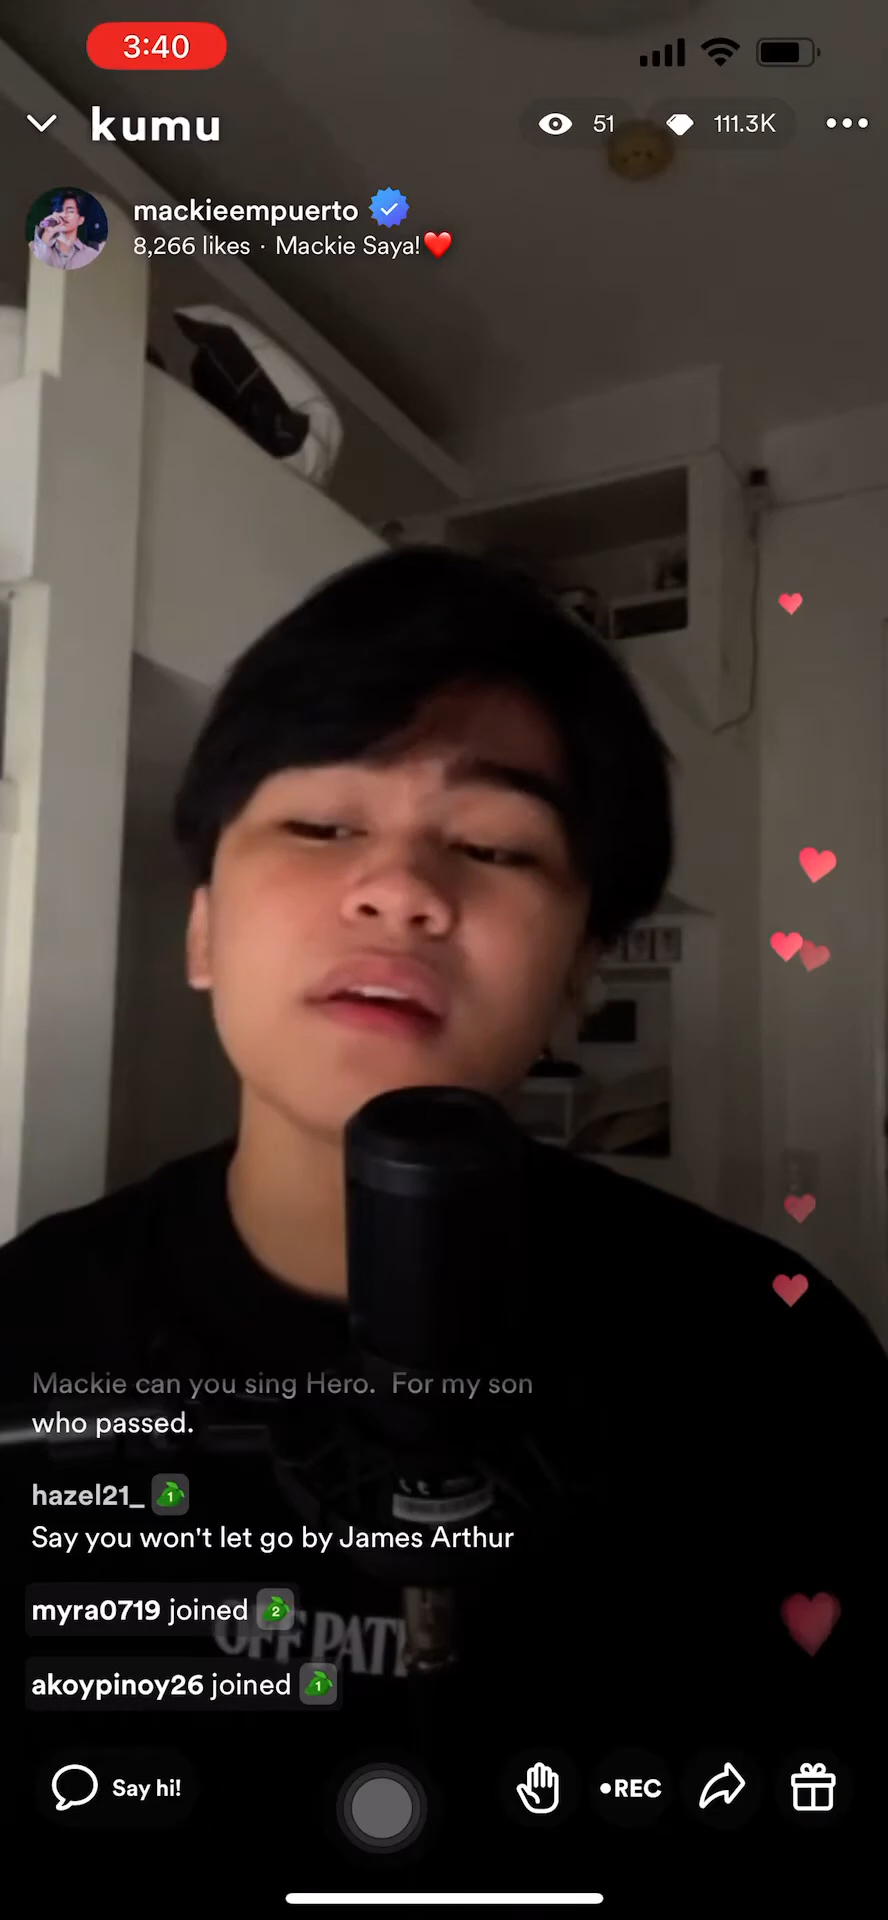 3:40
kumu
51
111.3K
mackieempuerto
8,266 likes · Mackie Saya!❤️
Mackie can you sing Hero. For my son
who passed.
hazel21_ 1
Say you won't let go by James Arthur
myra0719 joined 2
OFF PAT
akoypinoy26 joined 1
Say hi!
•REC